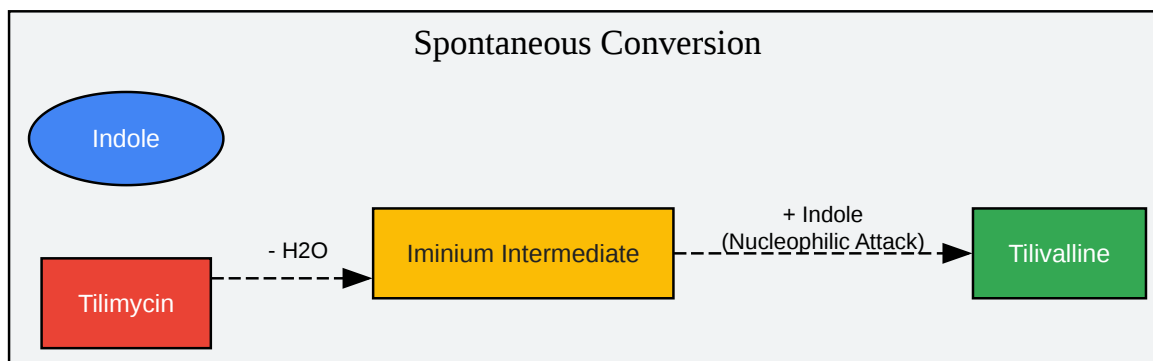 Spontaneous Conversion
Indole
Tilimycin
- H2O
Iminium Intermediate
+ Indole
(Nucleophilic Attack)
Tilivalline